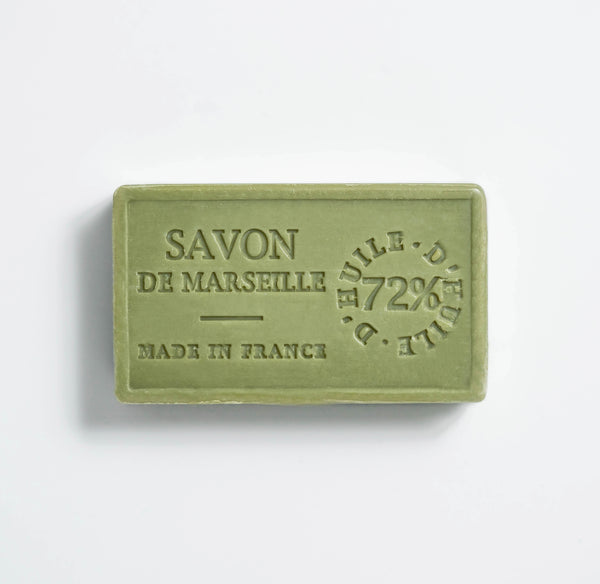 SAVON
DE MARSEILLE
MADE IN FRANCE
D'HUILE · D'HUILE ·
72%